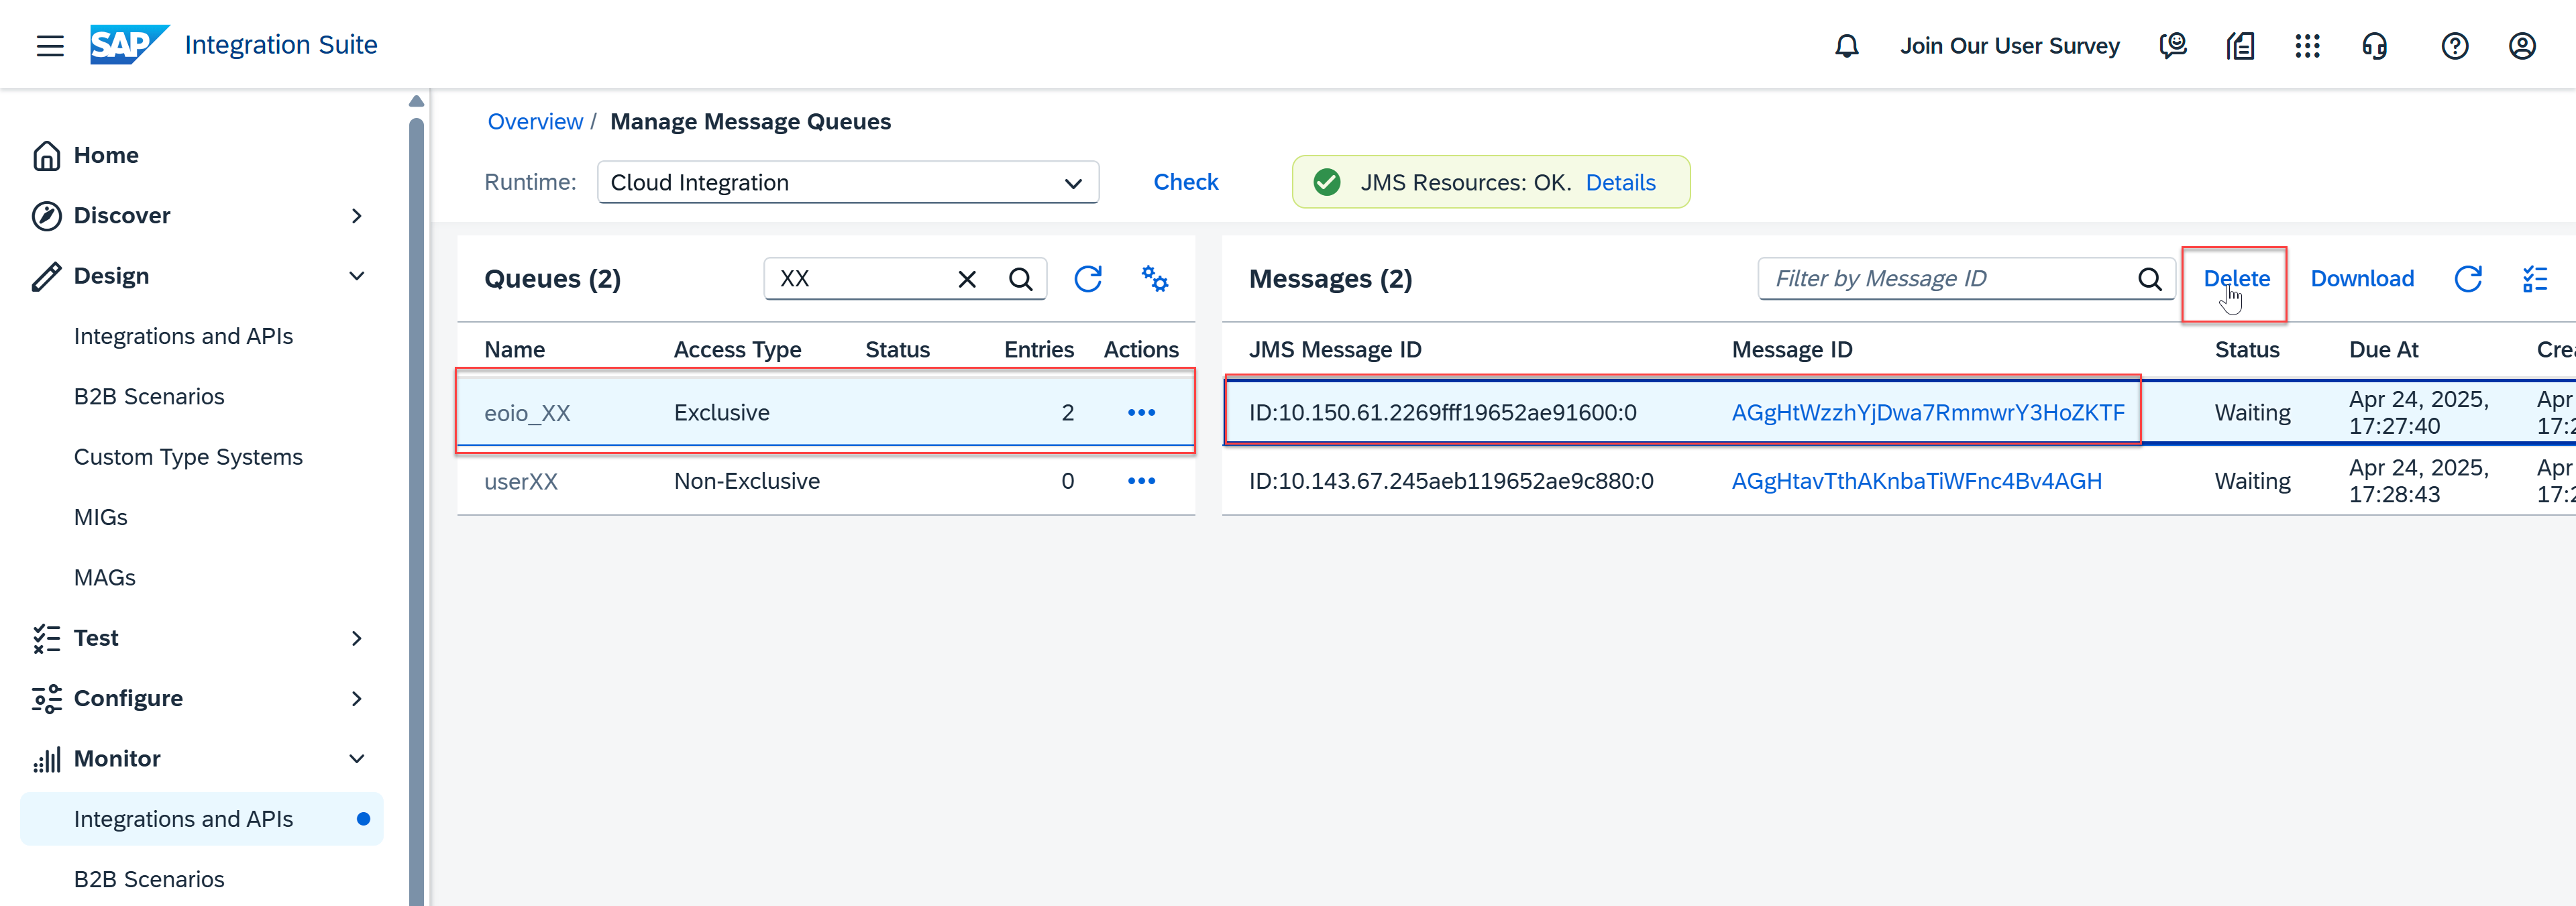 SAP Integration Suite
Join Our User Survey
Home
Discover
Design
Integrations and APIs
B2B Scenarios
Custom Type Systems
MIGs
MAGs
Test
Configure
Monitor
Integrations and APIs
B2B Scenarios
Overview / Manage Message Queues
Runtime: Cloud Integration Check JMS Resources: OK. Details
Queues (2) XX
Name Access Type Status Entries Actions
eoio_XX Exclusive 2
userXX Non-Exclusive 0
Messages (2) Filter by Message ID Delete Download
JMS Message ID Message ID Status Due At Cre
ID:10.150.61.2269fff19652ae91600:0 AGgHtWzzhYjDwa7RmmwrY3HoZKTF Waiting Apr 24, 2025, Apr
17:27:40 17:2
ID:10.143.67.245aeb119652ae9c880:0 AGgHtavTthAKnbaTiWFnc4Bv4AGH Waiting Apr 24, 2025, Apr
17:28:43 17:2